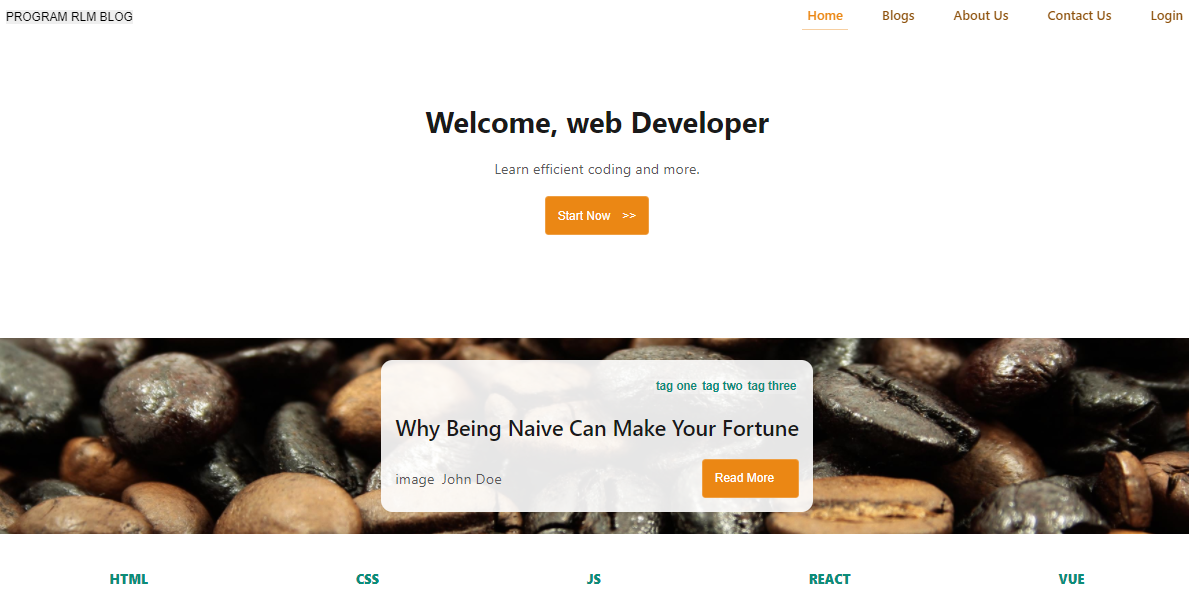 PROGRAM RLM BLOG Home Blogs About Us Contact Us Login
Welcome, web Developer
Learn efficient coding and more.
Start Now >>
tag one tag two tag three
Why Being Naive Can Make Your Fortune
image John Doe Read More
HTML CSS JS REACT VUE